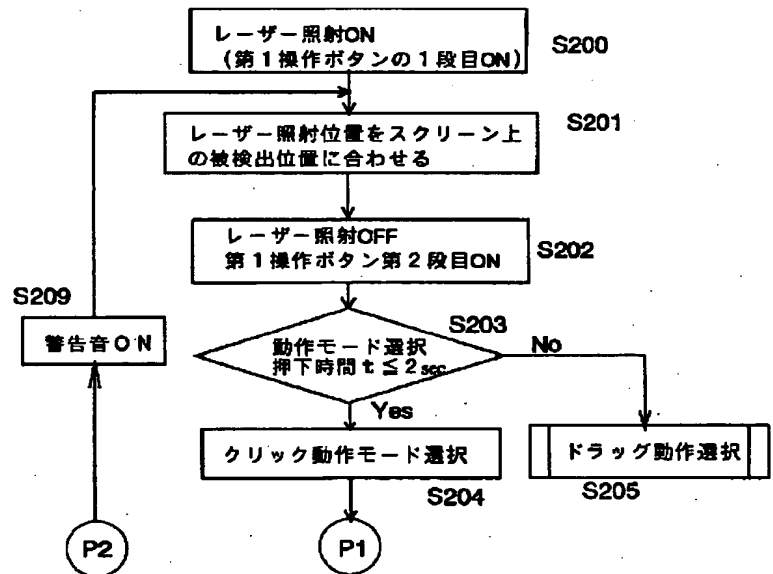 レーザー照射ON
(第1操作ボタンの1段目ON)
S200
レーザー照射位置をスクリーン上
の被検出位置に合わせる
S201
レーザー照射OFF
第1操作ボタン第2段目ON
S202
S209
警告音ON
S203
動作モード選択
押下時間t≦2sec
No
Yes
クリック動作モード選択
S204
ドラッグ動作選択
S205
P2
P1